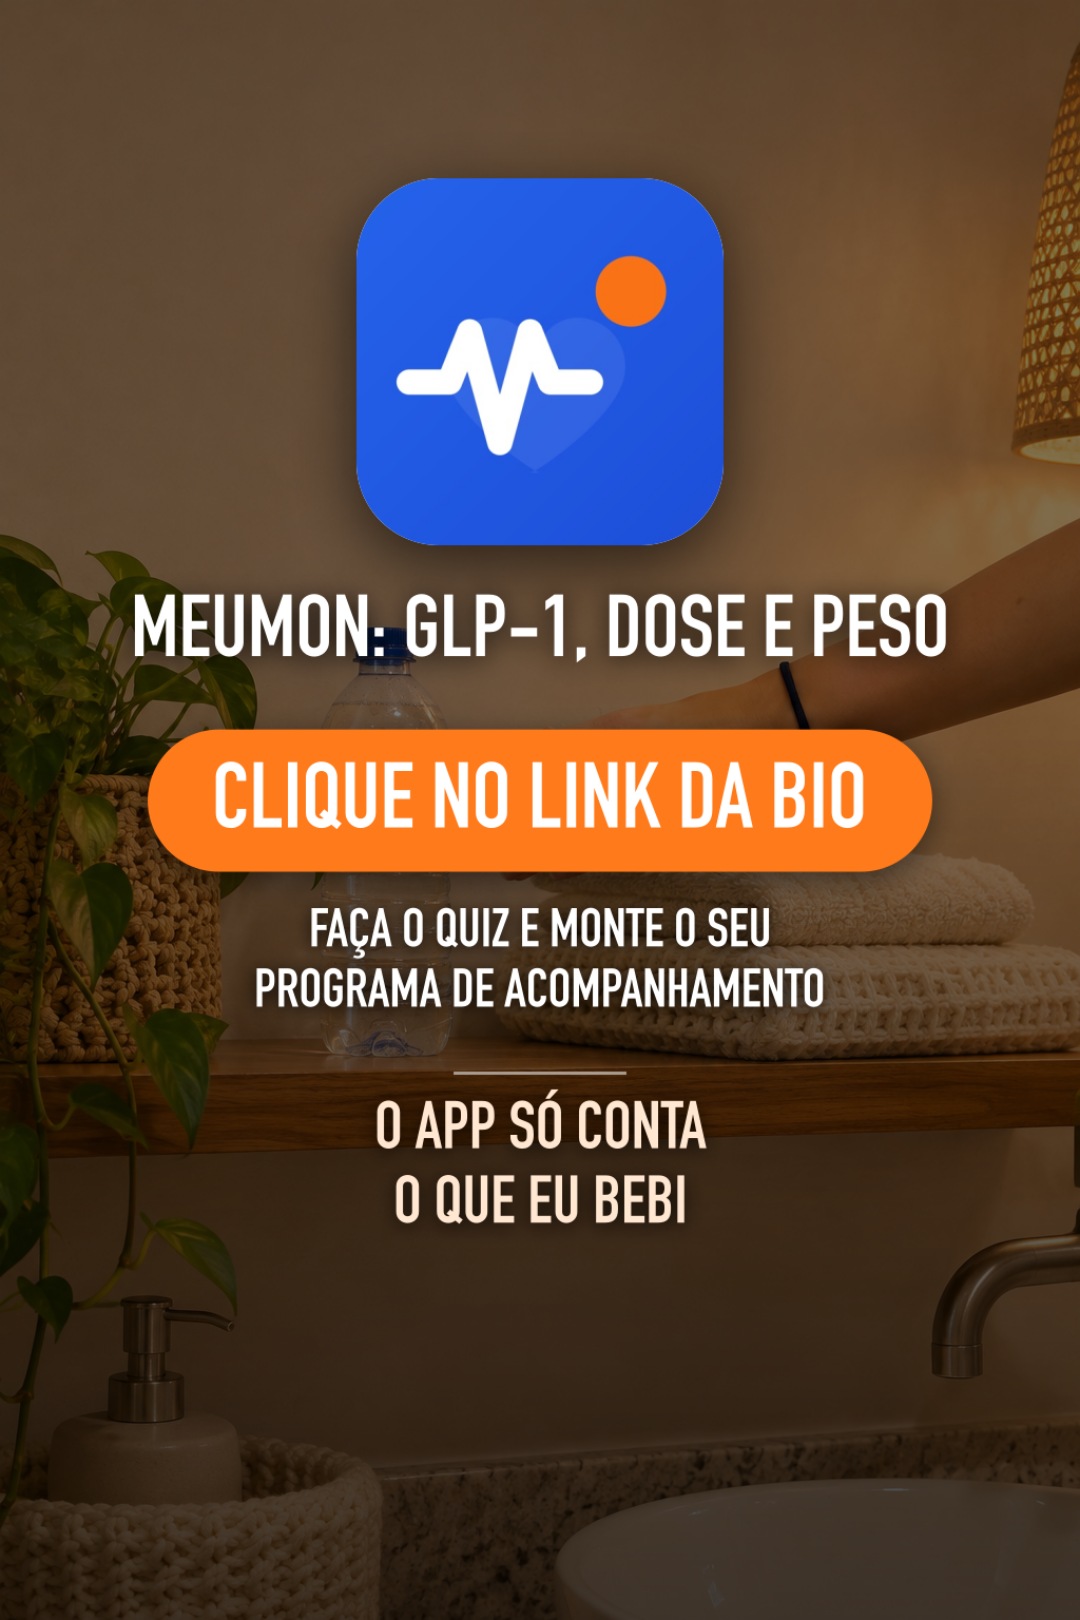 MEUMON: GLP-1, DOSE E PESO
CLIQUE NO LINK DA BIO
FAÇA O QUIZ E MONTE O SEU
PROGRAMA DE ACOMPANHAMENTO
O APP SÓ CONTA
O QUE EU BEBI